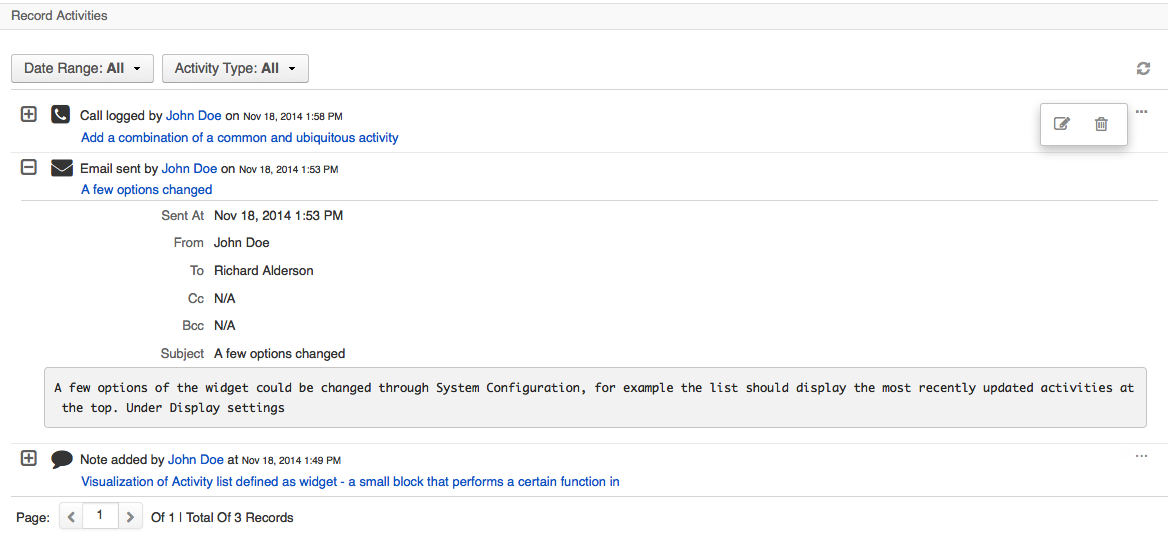 Record Activities
Date Range: All Activity Type: All
Call logged by John Doe on Nov 18, 2014 1:58 PM ...
Add a combination of a common and ubiquitous activity
Email sent by John Doe on Nov 18, 2014 1:53 PM
A few options changed
Sent At Nov 18, 2014 1:53 PM
From John Doe
To Richard Alderson
Cc N/A
Bcc N/A
Subject A few options changed
A few options of the widget could be changed through System Configuration, for example the list should display the most recently updated activities at
the top. Under Display settings
Note added by John Doe at Nov 18, 2014 1:49 PM ...
Visualization of Activity list defined as widget - a small block that performs a certain function in
Page: 1 Of 1 | Total Of 3 Records